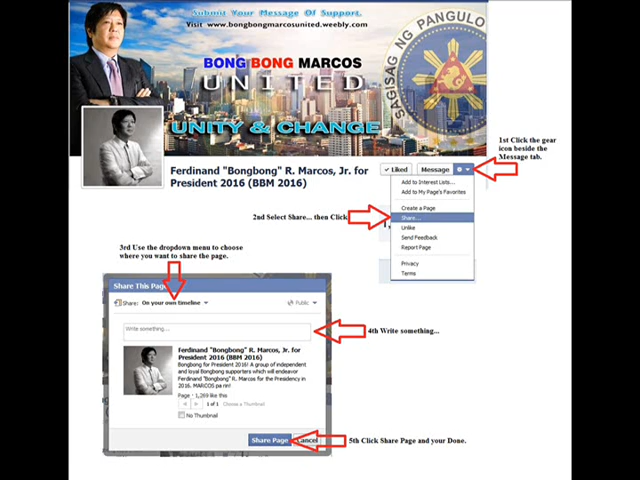 Submit Your Message Of Support.
Visit www.bongbongmarcosunited.weebly.com
BONG BONG MARCOS
UNITED
UNITY & CHANGE
SAGISAG NG PANGULO
1st Click the gear
icon beside the
Message tab.
Ferdinand "Bongbong" R. Marcos, Jr. for
President 2016 (BBM 2016)
Liked
Message
Add to Interest Lists...
Add to My Page's Favorites
Create a Page
2nd Select Share... then Click
Share...
Unlike
Send Feedback
Report Page
Privacy
Terms
3rd Use the dropdown menu to choose
where you want to share the page.
Share This Page
Share: On your own timeline
Public
Write something...
4th Write something...
Ferdinand "Bongbong" R. Marcos, Jr. for
President 2016 (BBM 2016)
Bongbong for President 2016! A group of independent
and loyal Bongbong supporters which will endeavor
Ferdinand "Bongbong" R. Marcos for the Presidency in
2016. MARCOS pa rin!
Page · 1,289 like this
1 of 1 Choose a Thumbnail
No Thumbnail
Share Page
Cancel
5th Click Share Page and your Done.